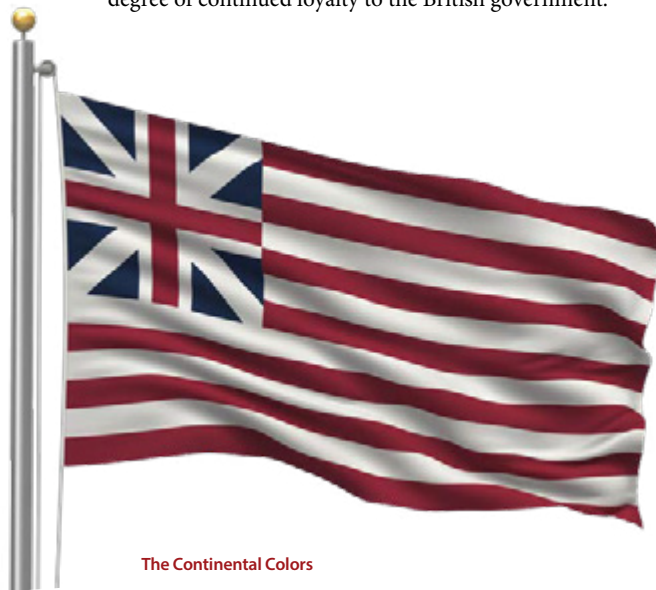 degree of continued loyalty to the British government.
The Continental Colors